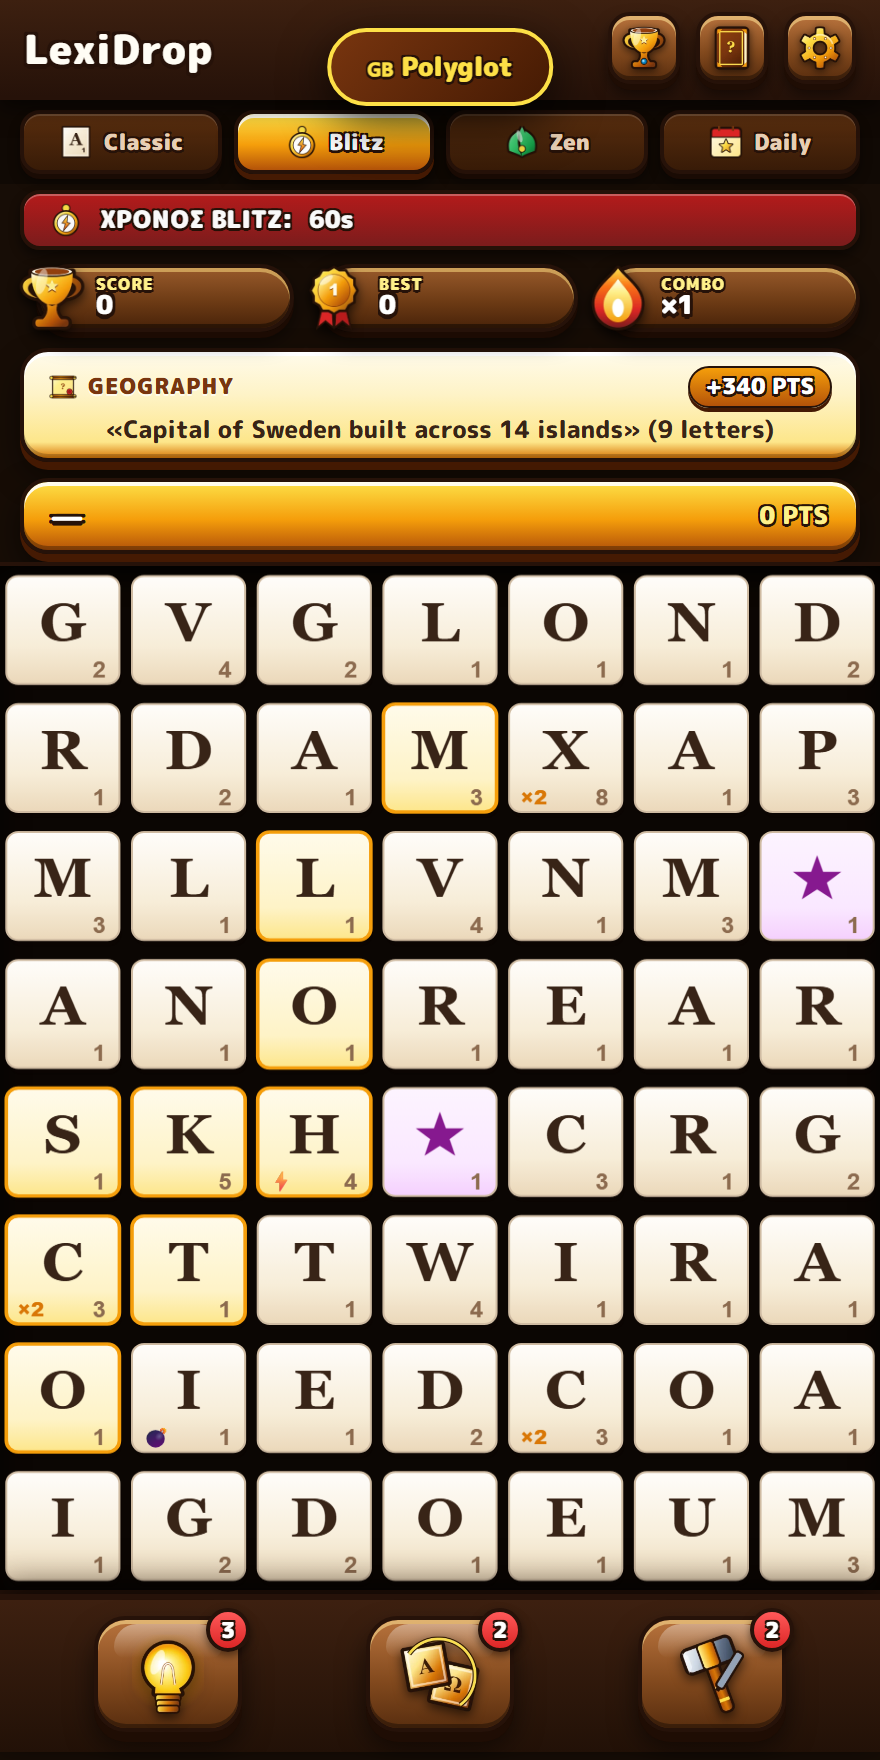 LexiDrop
GB Polyglot
Classic
Blitz
Zen
Daily
ΧΡΟΝΟΣ BLITZ: 60s
SCORE
0
BEST
0
COMBO
×1
GEOGRAPHY
+340 PTS
«Capital of Sweden built across 14 islands» (9 letters)
—
0 PTS
G 2 V 4 G 2 L 1 O 1 N 1 D 2
R 1 D 2 A 1 M 3 X ×2 8 A 1 P 3
M 3 L 1 L 1 V 4 N 1 M 3 ★ 1
A 1 N 1 O 1 R 1 E 1 A 1 R 1
S 1 K 5 H 4 ★ 1 C 3 R 1 G 2
C ×2 3 T 1 T 1 W 4 I 1 R 1 A 1
O 1 I 1 E 1 D 2 C ×2 3 O 1 A 1
I 1 G 2 D 2 O 1 E 1 U 1 M 3
3
2
2